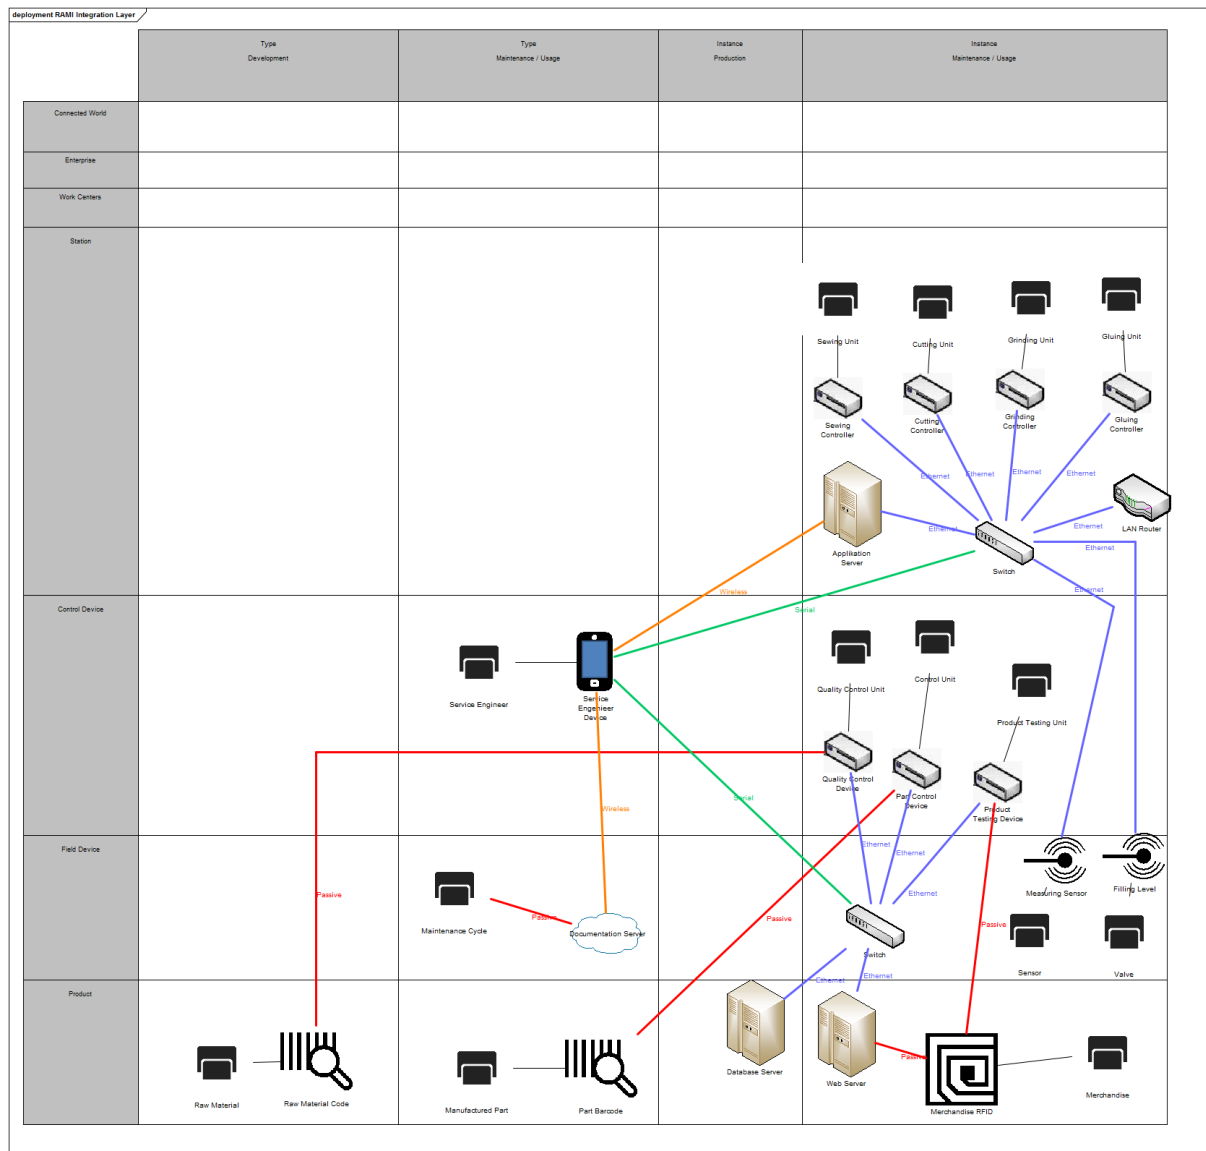 deployment RAMI Integration Layer
Type
Development
Type
Maintenance / Usage
Instance
Production
Instance
Maintenance / Usage
Connected World
Enterprise
Work Centers
Station
Sewing Unit
Cutting Unit
Grinding Unit
Gluing Unit
Sewing
Controller
Cutting
Controller
Grinding
Controller
Gluing
Controller
Ethernet
Ethernet
Ethernet
Ethernet
Applikation
Server
Ethernet
Switch
Ethernet
LAN Router
Ethernet
Ethernet
Wireless
Serial
Control Device
Service Engineer
Service
Engenieer
Device
Quality Control Unit
Control Unit
Product Testing Unit
Quality Control
Device
Part Control
Device
Product
Testing Device
Serial
Wireless
Field Device
Ethernet
Ethernet
Ethernet
Measuring Sensor
Filling Level
Passive
Maintenance Cycle
Passive
Documentation Server
Passive
Switch
Passive
Sensor
Valve
Product
Ethernet
Ethernet
Raw Material
Raw Material Code
Manufactured Part
Part Barcode
Database Server
Web Server
Passive
Merchandise RFID
Merchandise